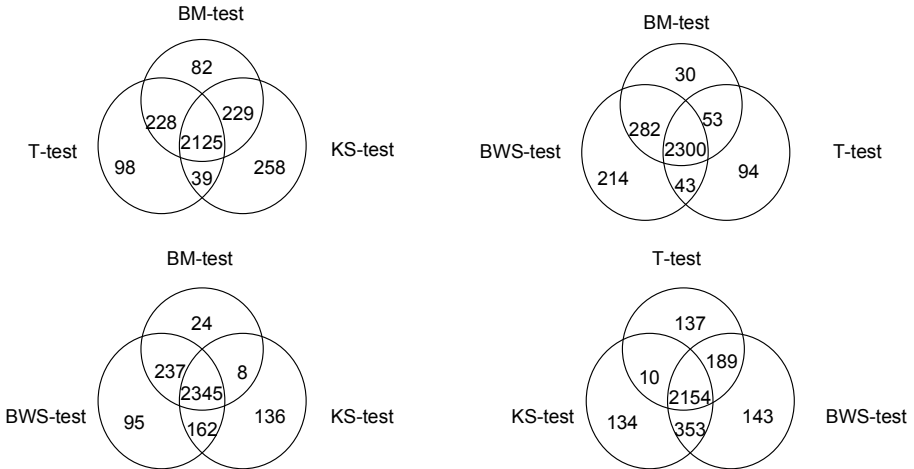 BM-test
82
228
229
2125
T-test
KS-test
98
39
258
BM-test
30
282
53
2300
BWS-test
T-test
214
43
94
BM-test
24
237
8
2345
BWS-test
KS-test
95
162
136
T-test
137
10
189
2154
KS-test
BWS-test
134
353
143